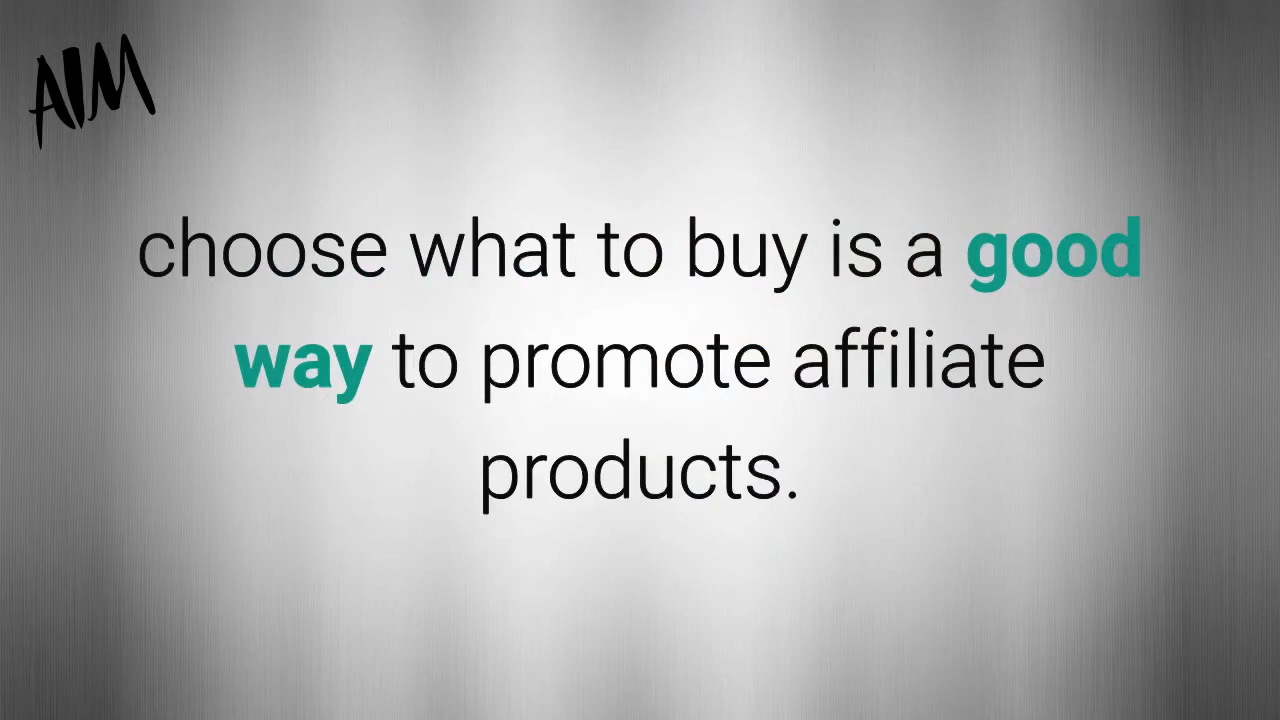 AIM
choose what to buy is a good
way to promote affiliate
products.